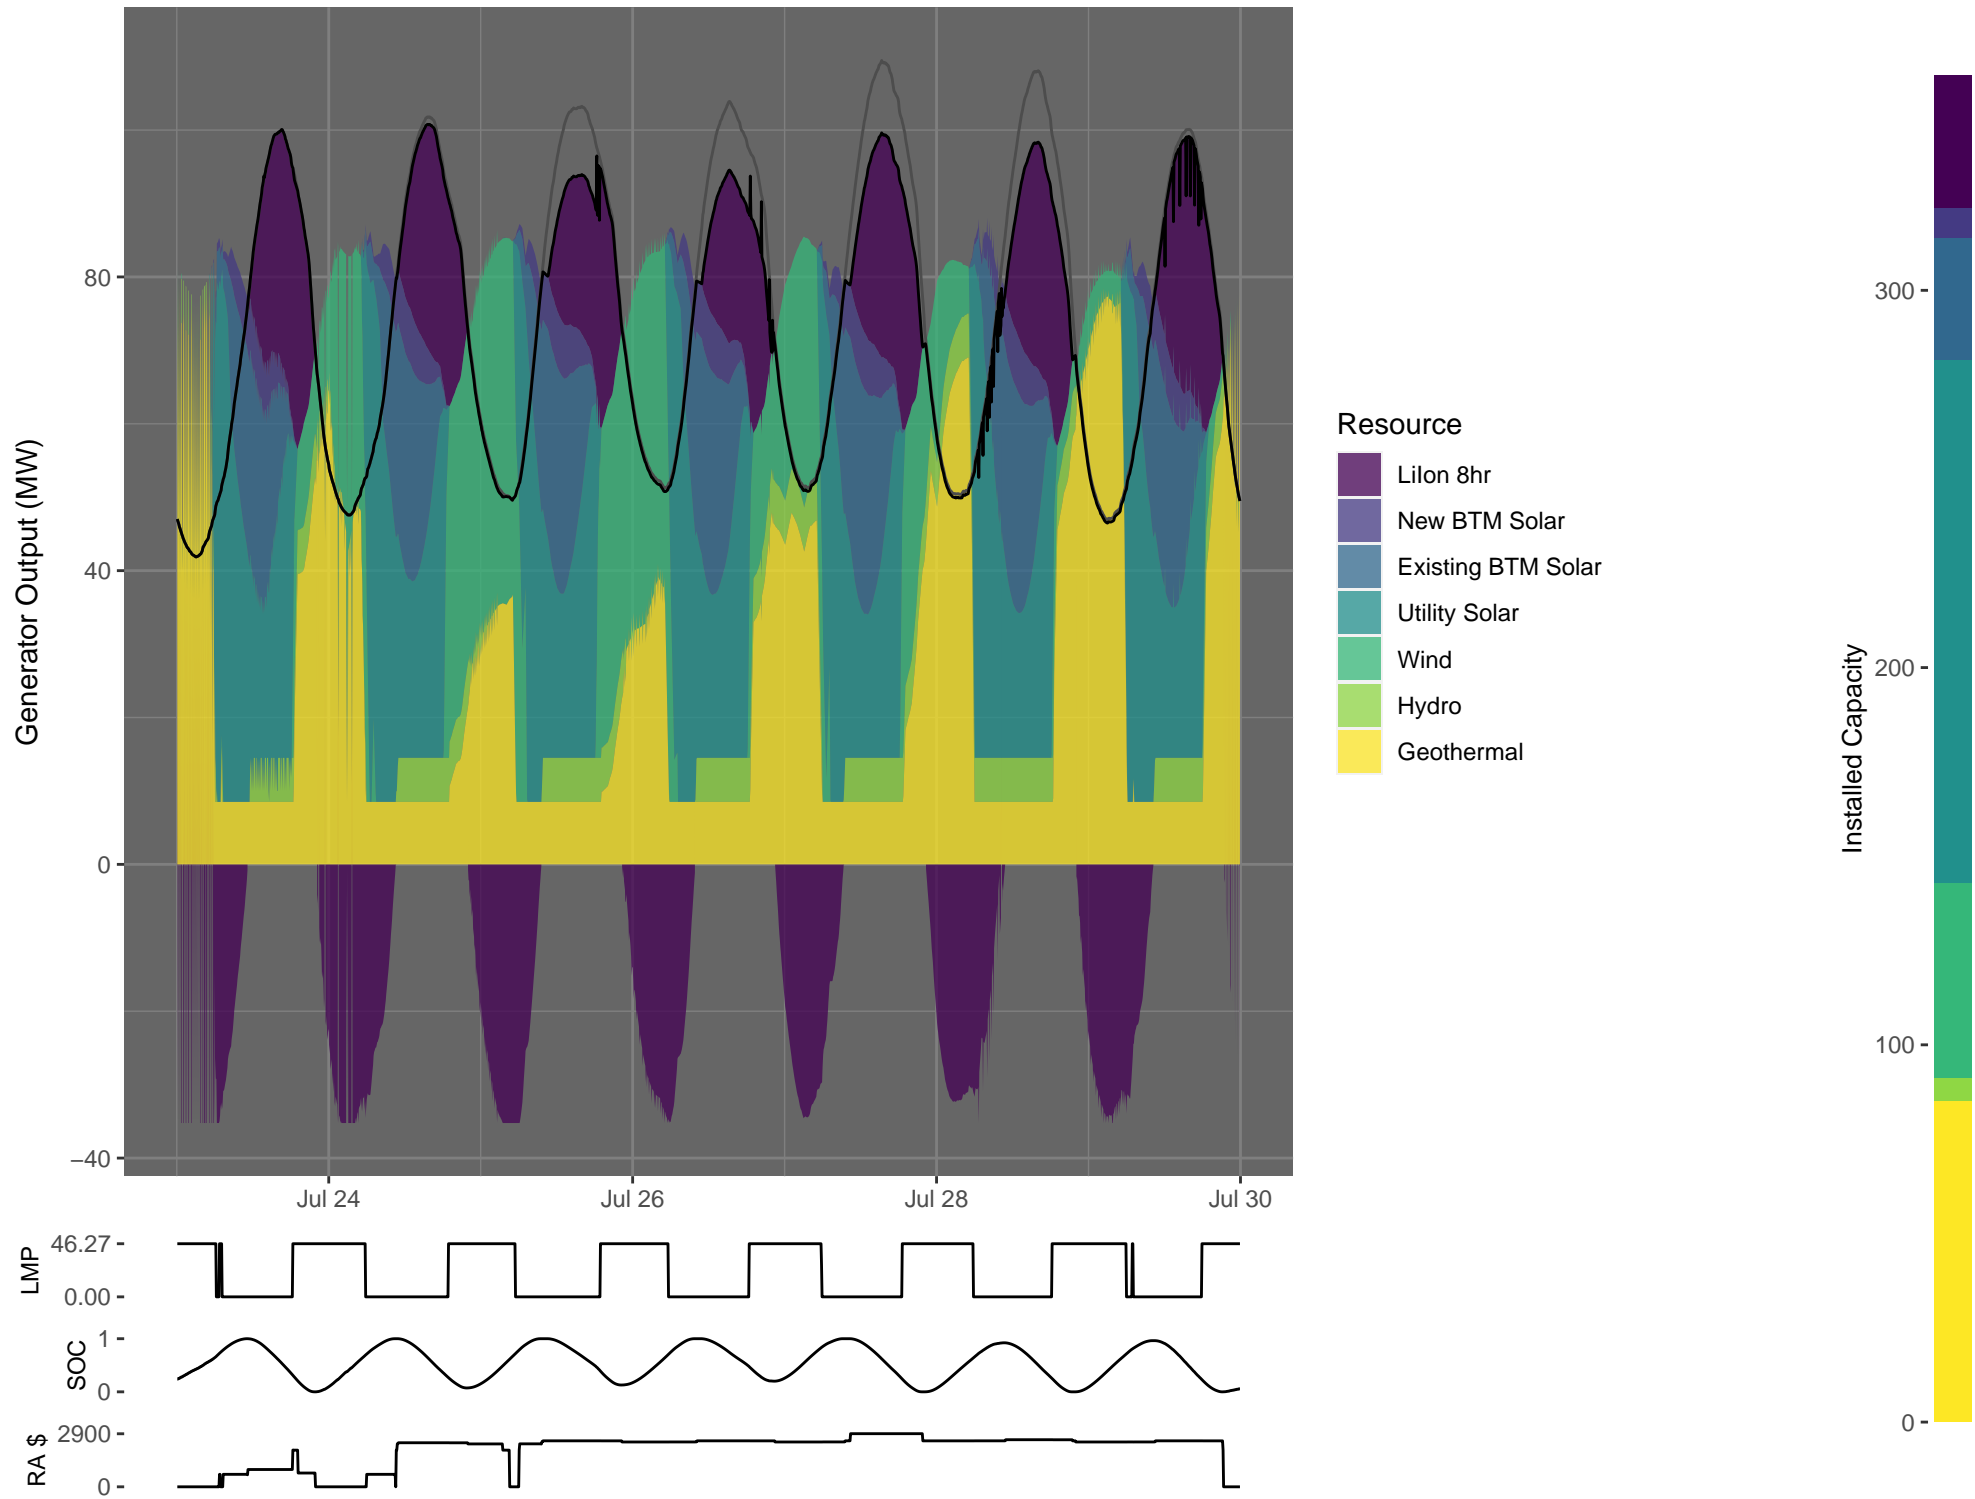 Generator Output (MW)
80
40
0
−40
Jul 24
Jul 26
Jul 28
Jul 30
Resource
LiIon 8hr
New BTM Solar
Existing BTM Solar
Utility Solar
Wind
Hydro
Geothermal
Installed Capacity
300
200
100
0
LMP
46.27
0.00
SOC
1
0
RA $
2900
0